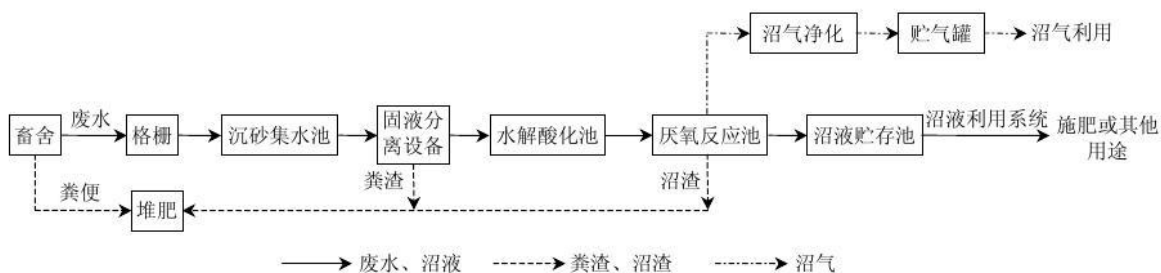 沼气净化
贮气罐
沼气利用
畜舍
废水
格栅
沉砂集水池
固液分
离设备
水解酸化池
厌氧反应池
沼液贮存池
沼液利用系统
施肥或其他
用途
粪便
堆肥
粪渣
沼渣
废水、沼液
粪渣、沼渣
沼气